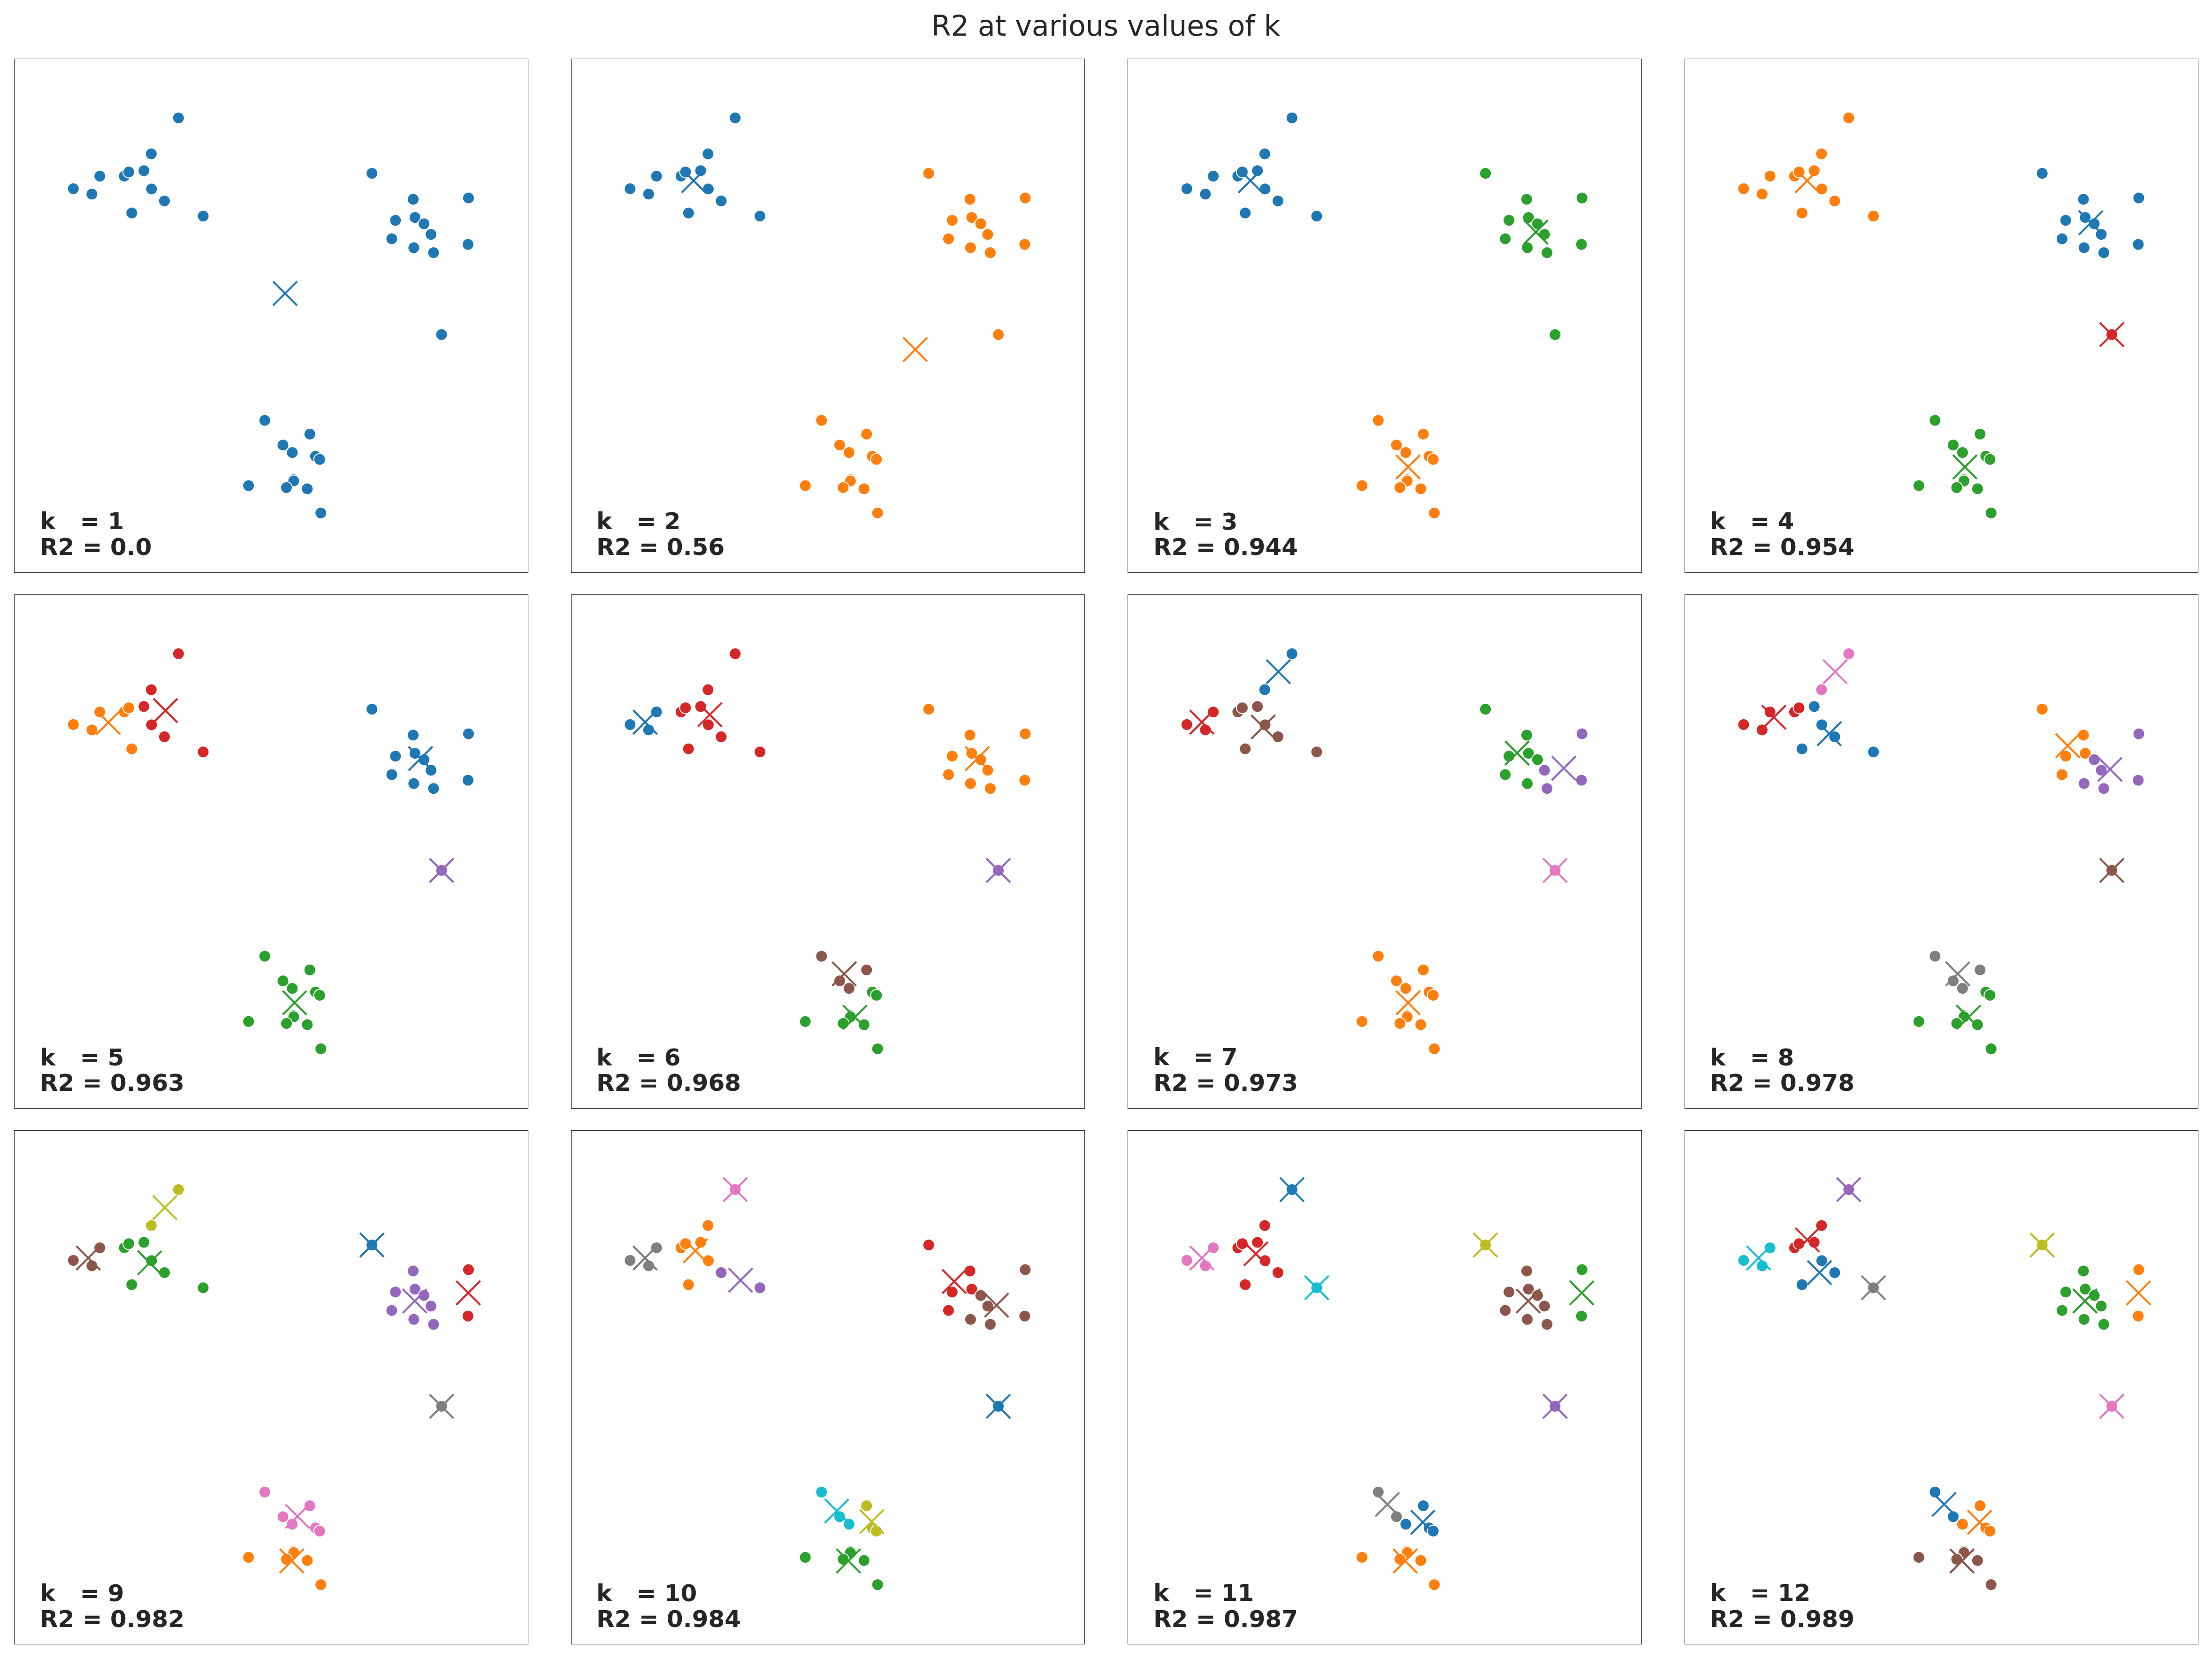 R2 at various values of k
k = 1
R2 = 0.0
k = 2
R2 = 0.56
k = 3
R2 = 0.944
k = 4
R2 = 0.954
k = 5
R2 = 0.963
k = 6
R2 = 0.968
k = 7
R2 = 0.973
k = 8
R2 = 0.978
k = 9
R2 = 0.982
k = 10
R2 = 0.984
k = 11
R2 = 0.987
k = 12
R2 = 0.989